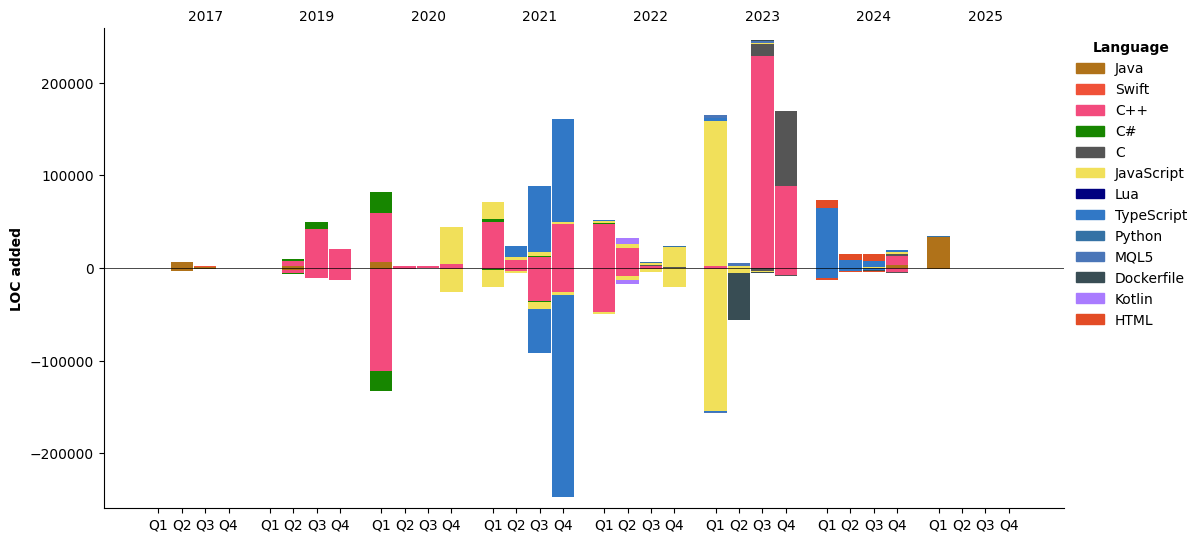 2017 2019 2020 2021 2022 2023 2024 2025
LOC added
200000
100000
0
−100000
−200000
Q1 Q2 Q3 Q4 Q1 Q2 Q3 Q4 Q1 Q2 Q3 Q4 Q1 Q2 Q3 Q4 Q1 Q2 Q3 Q4 Q1 Q2 Q3 Q4 Q1 Q2 Q3 Q4 Q1 Q2 Q3 Q4
Language
Java
Swift
C++
C#
C
JavaScript
Lua
TypeScript
Python
MQL5
Dockerfile
Kotlin
HTML